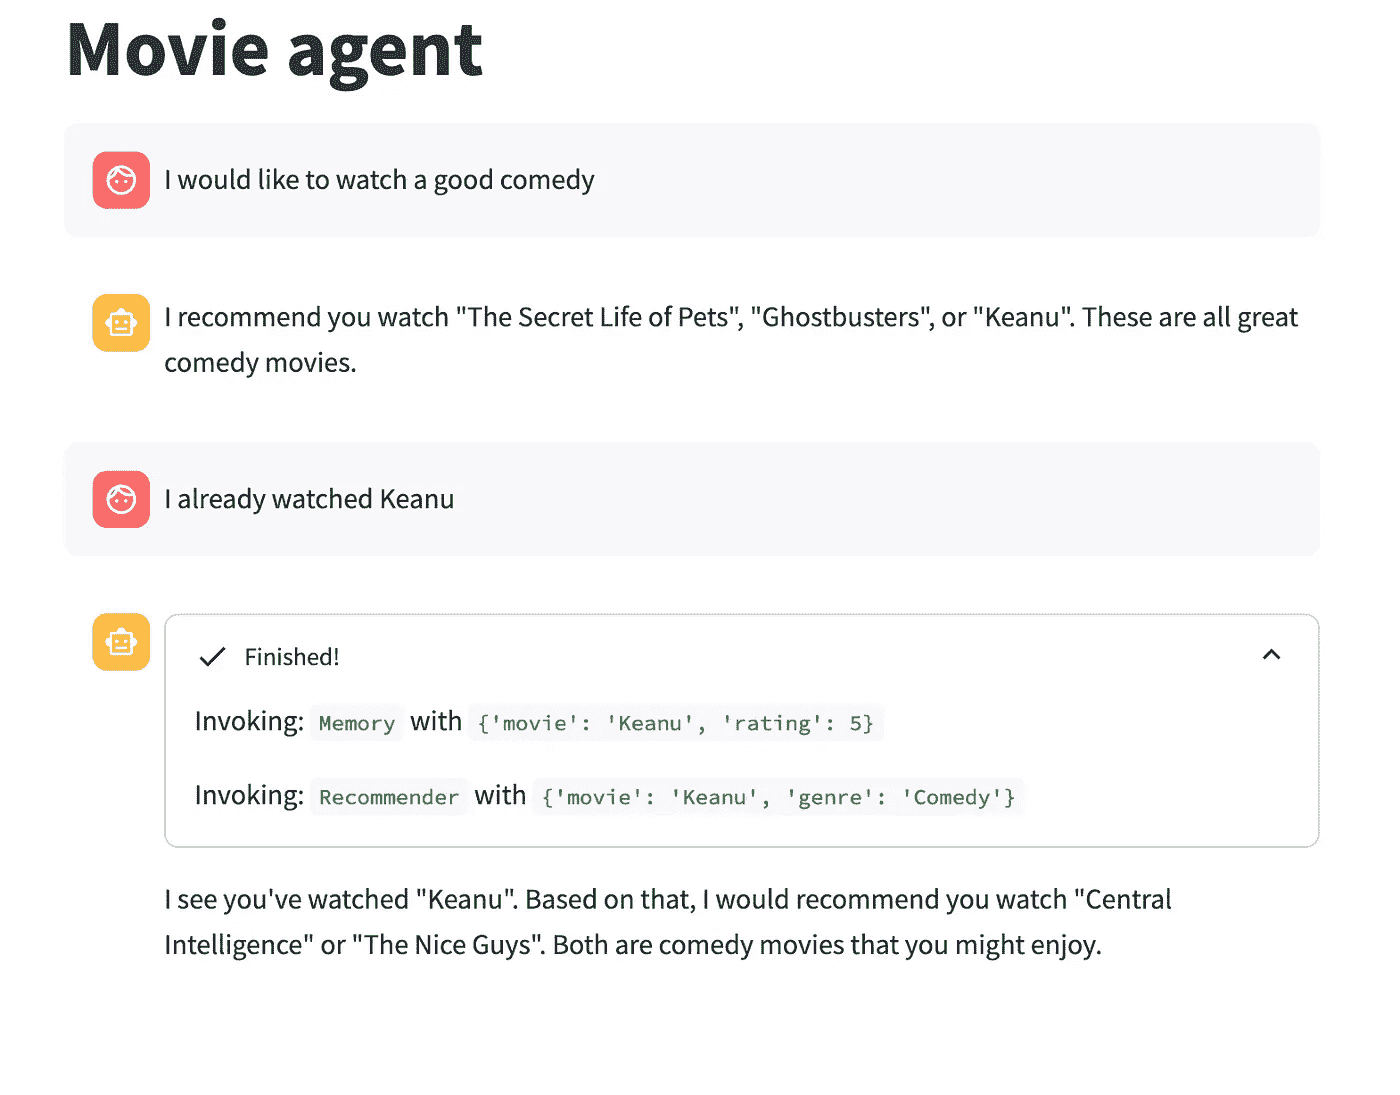 Movie agent
I would like to watch a good comedy
I recommend you watch "The Secret Life of Pets", "Ghostbusters", or "Keanu". These are all great
comedy movies.
I already watched Keanu
Finished!
Invoking: Memory with {'movie': 'Keanu', 'rating': 5}
Invoking: Recommender with {'movie': 'Keanu', 'genre': 'Comedy'}
I see you've watched "Keanu". Based on that, I would recommend you watch "Central
Intelligence" or "The Nice Guys". Both are comedy movies that you might enjoy.